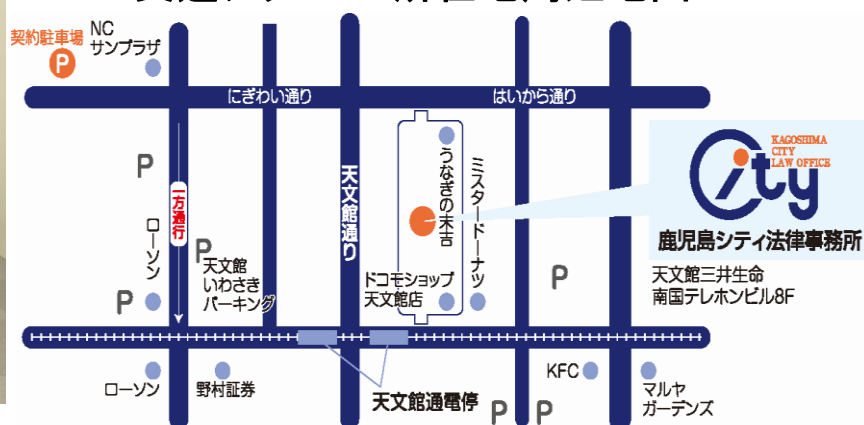 契約駐車場
P
NC
サンプラザ
にぎわい通り
はいから通り
P
一方通行
天文館通り
うなぎの末吉
ミスタードーナツ
KAGOSHIMA
CITY
LAW OFFICE
City
鹿児島シティ法律事務所
天文館三井生命
南国テレホンビル8F
ローソン
P
天文館
いわさき
パーキング
P
ドコモショップ
天文館店
P
ローソン
野村証券
天文館通電停
KFC
マルヤ
ガーデンズ
P
P